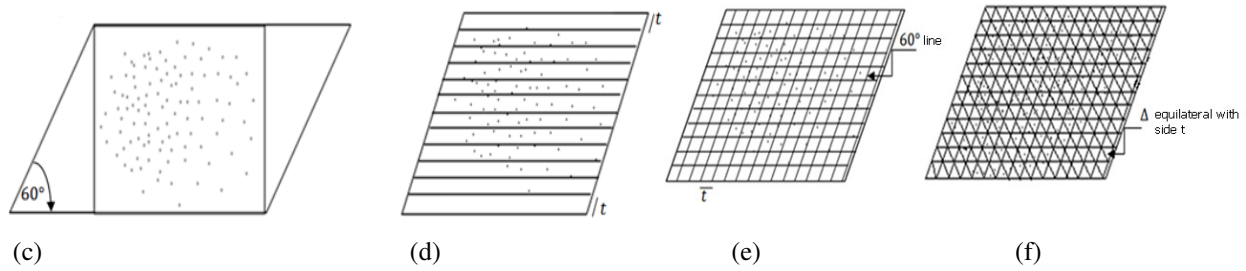 60°
(c)
t
t
(d)
60° line
t
(e)
Δ equilateral with
side t
(f)